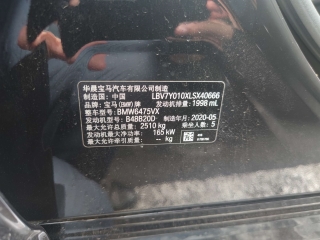 华晨宝马汽车有限公司制造
制造国: 中国 LBV7Y010XLSX40666
品牌: 宝马 (BMW) 牌 发动机排量: 1998 mL
整车型号: BMW6475VX
发动机型号: B48B20D 制造年月: 2020-05
最大允许总质量: 2510 kg 乘坐人数: 5
发动机最大净功率: 165 kW
最大允许牵引质量: -- kg